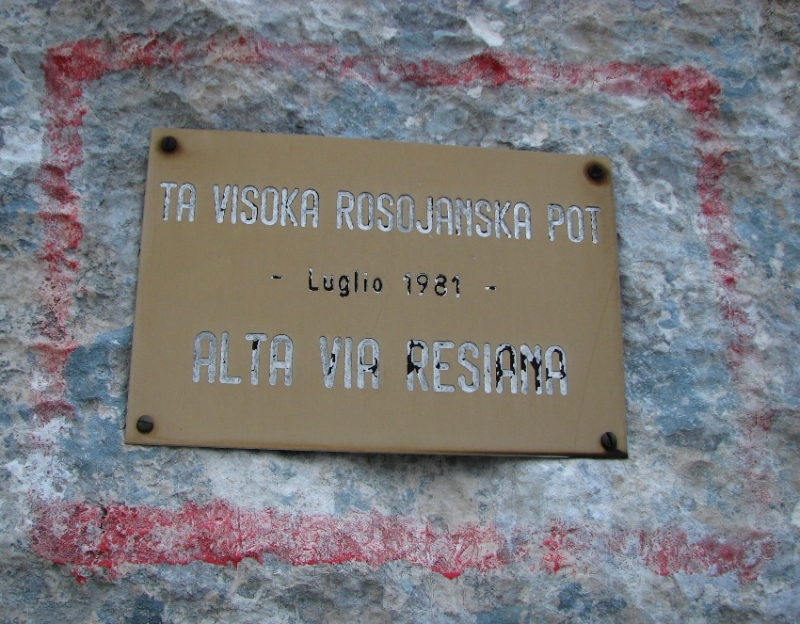 TA VISOKA ROSOJANSKA POT
- Luglio 1981 -
ALTA VIA RESIANA